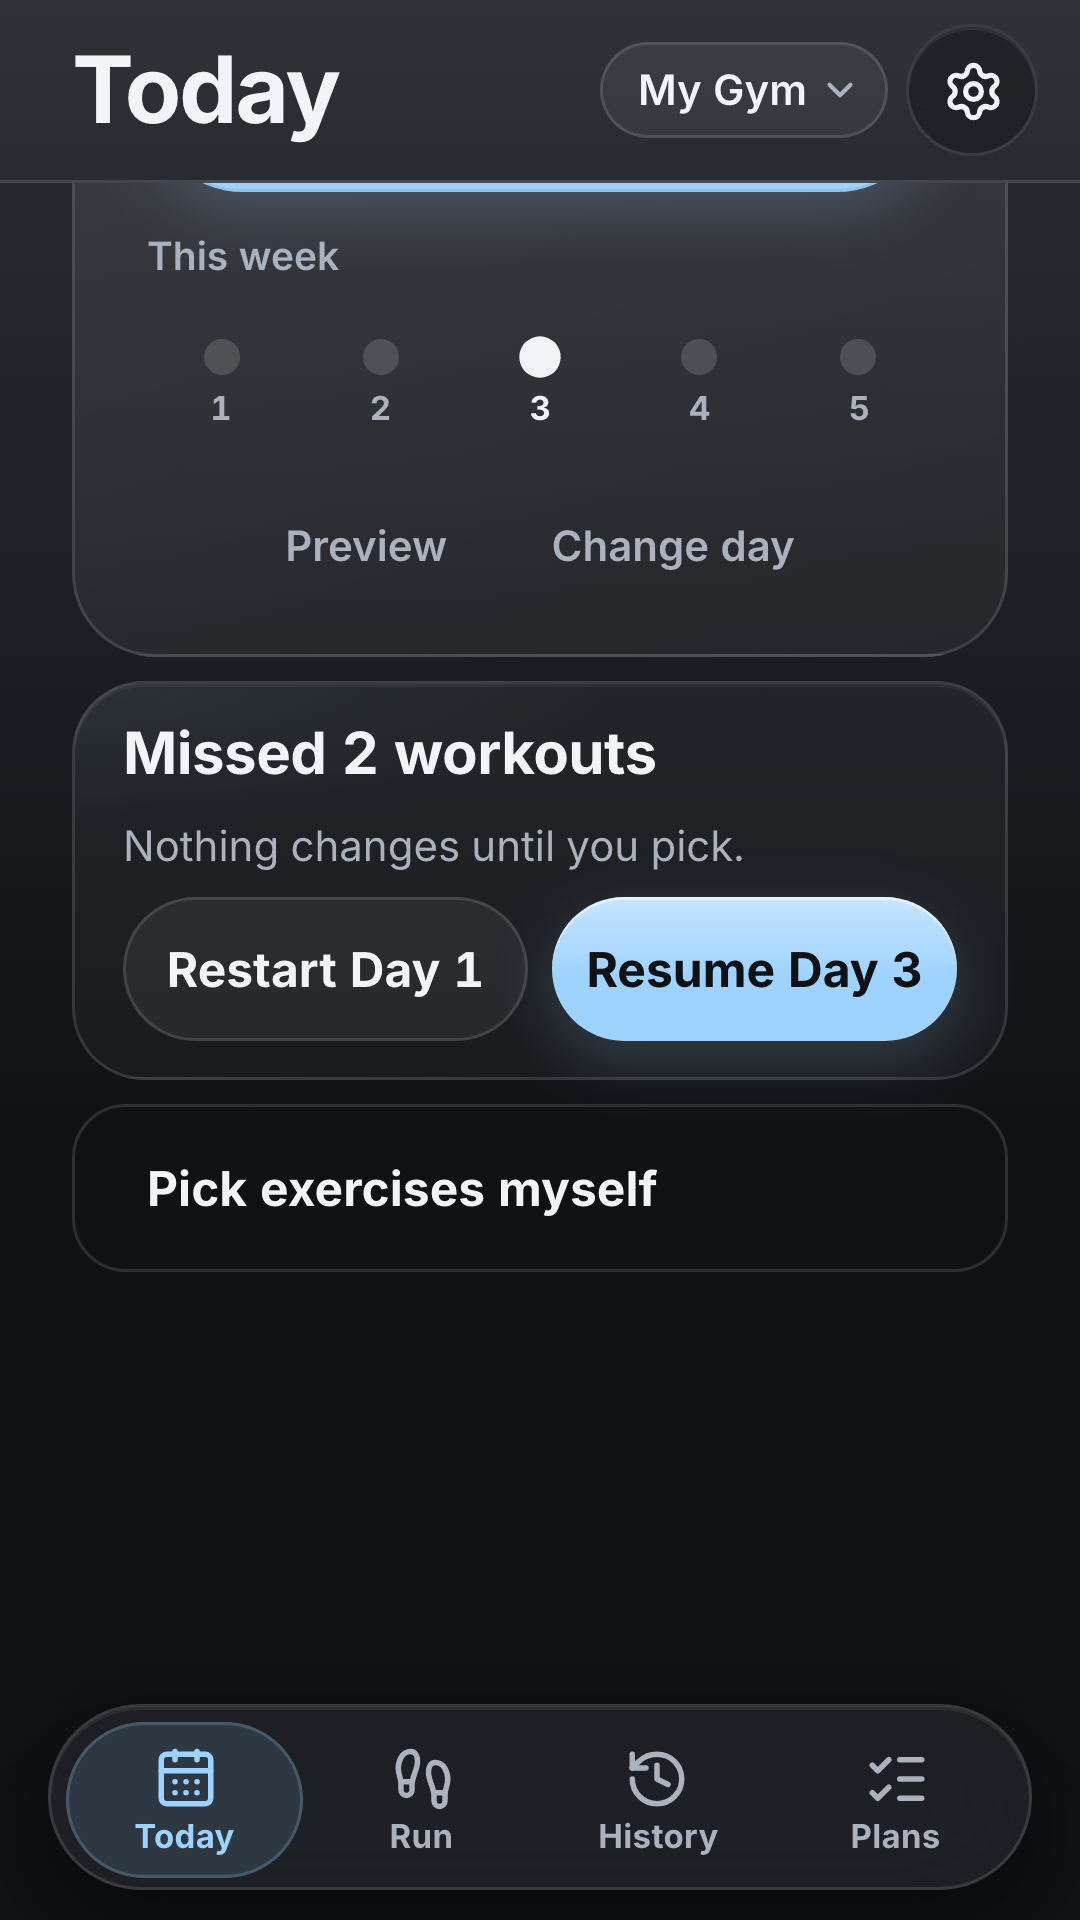 Today
My Gym
This week
1 2 3 4 5
Preview Change day
Missed 2 workouts
Nothing changes until you pick.
Restart Day 1 Resume Day 3
Pick exercises myself
Today Run History Plans